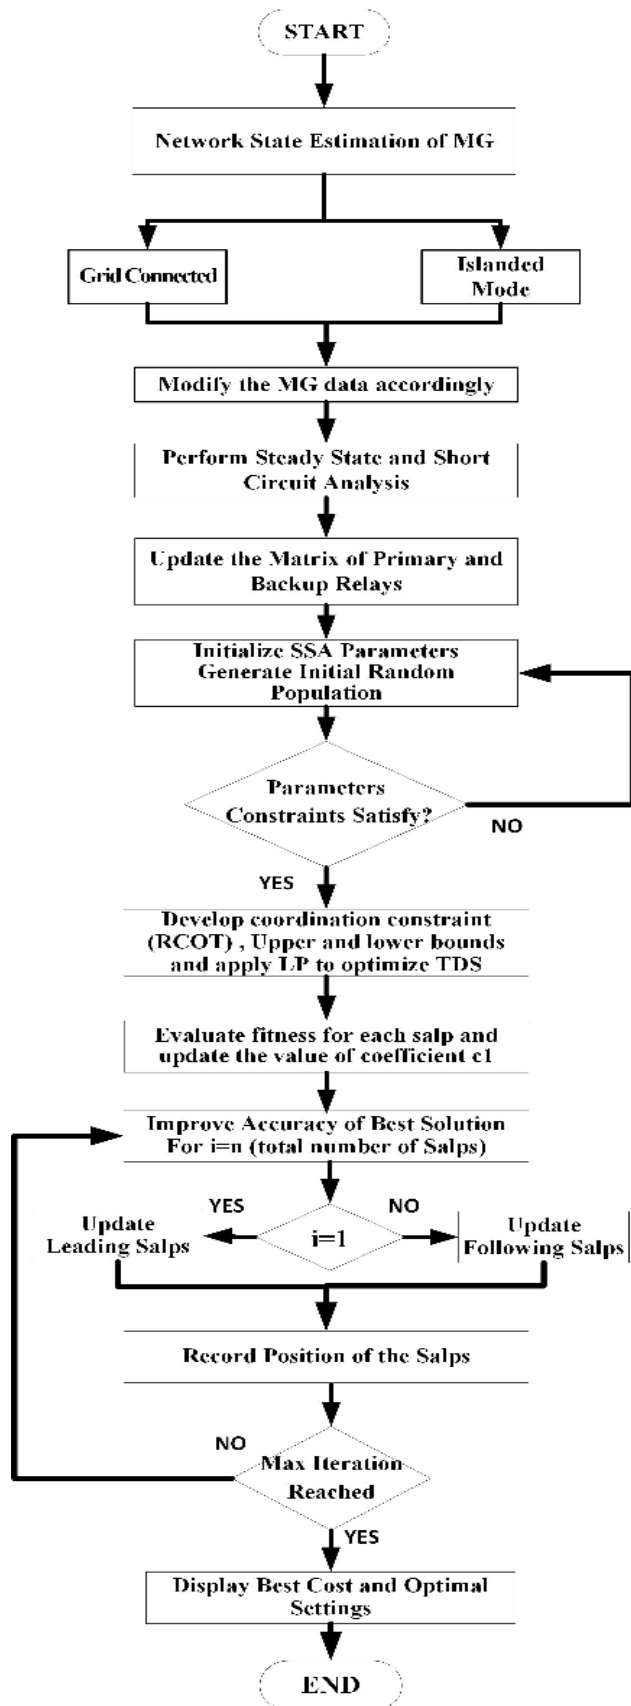 START
Network State Estimation of MG
Grid Connected
Islanded
Mode
Modify the MG data accordingly
Perform Steady State and Short
Circuit Analysis
Update the Matrix of Primary and
Backup Relays
Initialize SSA Parameters
Generate Initial Random
Population
Parameters
Constraints Satisfy?
NO
YES
Develop coordination constraint
(RCOT) , Upper and lower bounds
and apply LP to optimize TDS
Evaluate fitness for each salp and
update the value of coefficient c1
Improve Accuracy of Best Solution
For i=n (total number of Salps)
YES
NO
Update
Leading Salps
i=1
Update
Following Salps
Record Position of the Salps
NO
Max Iteration
Reached
YES
Display Best Cost and Optimal
Settings
END